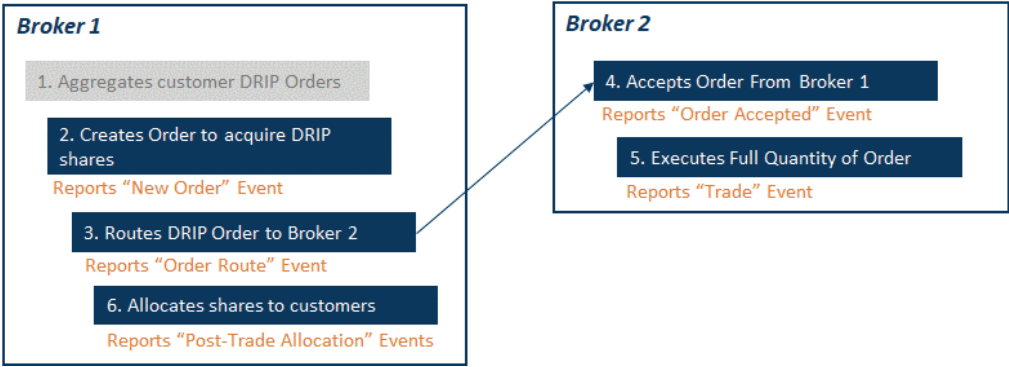 Broker 1
1. Aggregates customer DRIP Orders
2. Creates Order to acquire DRIP
shares
Reports “New Order” Event
3. Routes DRIP Order to Broker 2
Reports “Order Route” Event
6. Allocates shares to customers
Reports “Post-Trade Allocation” Events
Broker 2
4. Accepts Order From Broker 1
Reports “Order Accepted” Event
5. Executes Full Quantity of Order
Reports “Trade” Event